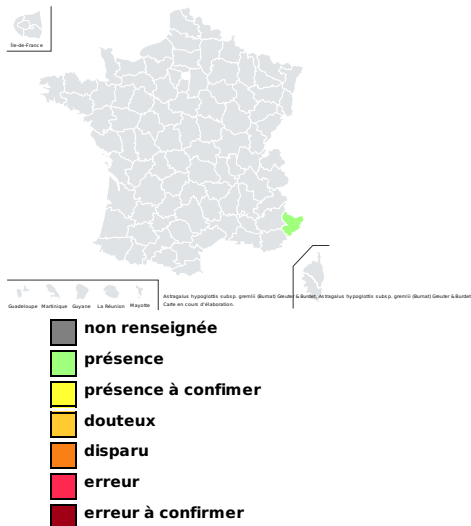 Île-de-France
Guadeloupe Martinique Guyane La Réunion Mayotte
Astragalus hypoglottis subsp. gremlii (Burnat) Greuter & Burdet, Astragalus hypoglottis subsp. gremlii (Burnat) Greuter & Burdet
Carte en cours d'élaboration.
non renseignée
présence
présence à confimer
douteux
disparu
erreur
erreur à confirmer